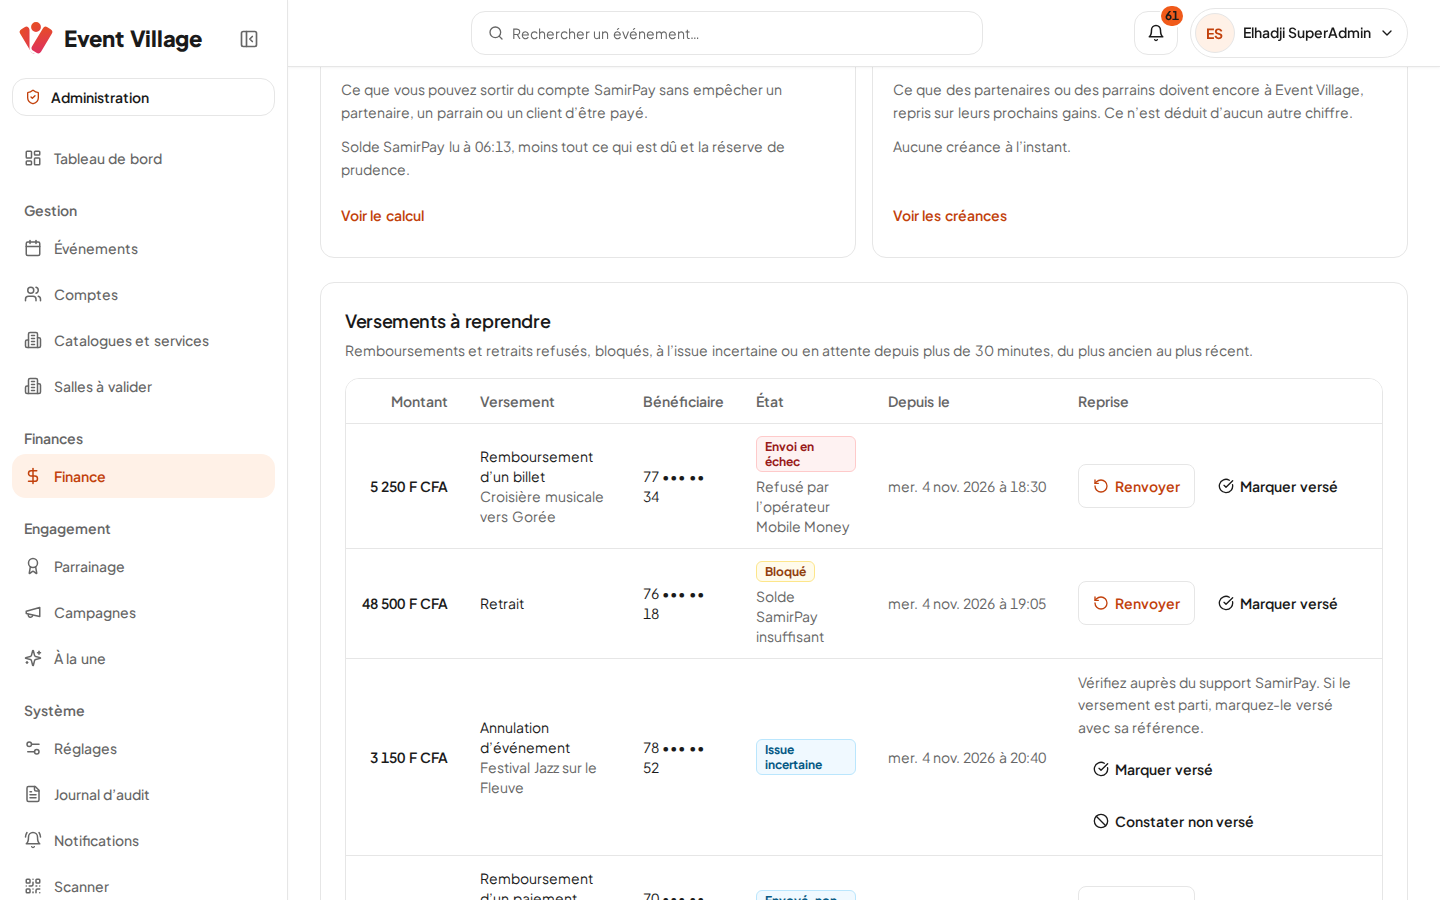 Event Village
Rechercher un événement...
61
ES
Elhadji SuperAdmin
Administration
Tableau de bord
Gestion
Événements
Comptes
Catalogues et services
Salles à valider
Finances
Finance
Engagement
Parrainage
Campagnes
À la une
Système
Réglages
Journal d'audit
Notifications
Scanner
Ce que vous pouvez sortir du compte SamirPay sans empêcher un
partenaire, un parrain ou un client d'être payé.
Solde SamirPay lu à 06:13, moins tout ce qui est dû et la réserve de
prudence.
Voir le calcul
Ce que des partenaires ou des parrains doivent encore à Event Village,
repris sur leurs prochains gains. Ce n'est déduit d'aucun autre chiffre.
Aucune créance à l'instant.
Voir les créances
Versements à reprendre
Remboursements et retraits refusés, bloqués, à l'issue incertaine ou en attente depuis plus de 30 minutes, du plus ancien au plus récent.
Montant Versement Bénéficiaire État Depuis le Reprise
5 250 F CFA
Remboursement
d'un billet
Croisière musicale
vers Gorée
77 ••• ••
34
Envoi en
échec
Refusé par
l'opérateur
Mobile Money
mer. 4 nov. 2026 à 18:30
Renvoyer
Marquer versé
48 500 F CFA
Retrait
76 ••• ••
18
Bloqué
Solde
SamirPay
insuffisant
mer. 4 nov. 2026 à 19:05
Renvoyer
Marquer versé
3 150 F CFA
Annulation
d'événement
Festival Jazz sur le
Fleuve
78 ••• ••
52
Issue
incertaine
mer. 4 nov. 2026 à 20:40
Vérifiez auprès du support SamirPay. Si le
versement est parti, marquez-le versé
avec sa référence.
Marquer versé
Constater non versé
Remboursement
d'un paiement
70 ••• ••
Envoyé, non